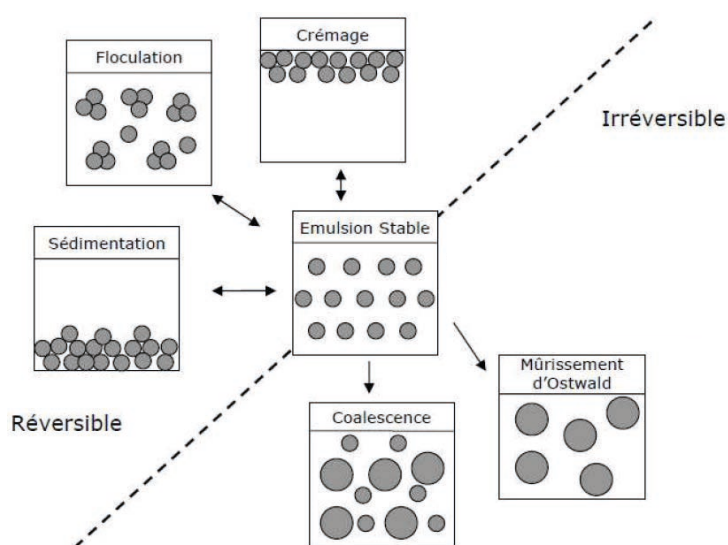 Crémage
Floculation
Irréversible
Emulsion Stable
Sédimentation
Mûrissement
d'Ostwald
Coalescence
Réversible